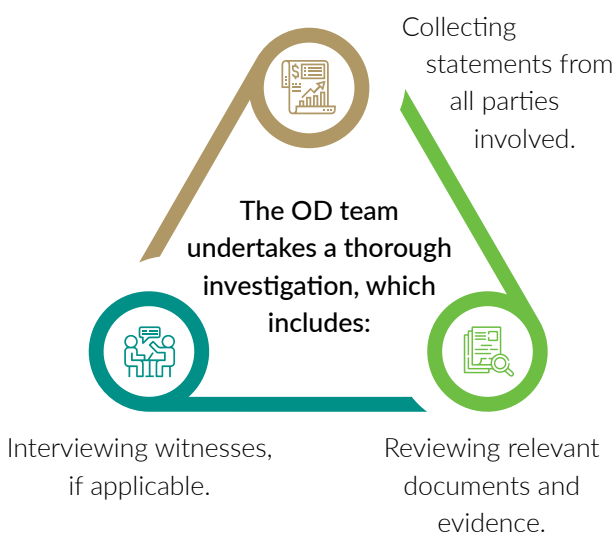 Collecting
statements from
all parties
involved.
The OD team
undertakes a thorough
investigation, which
includes:
Interviewing witnesses,
if applicable.
Reviewing relevant
documents and
evidence.